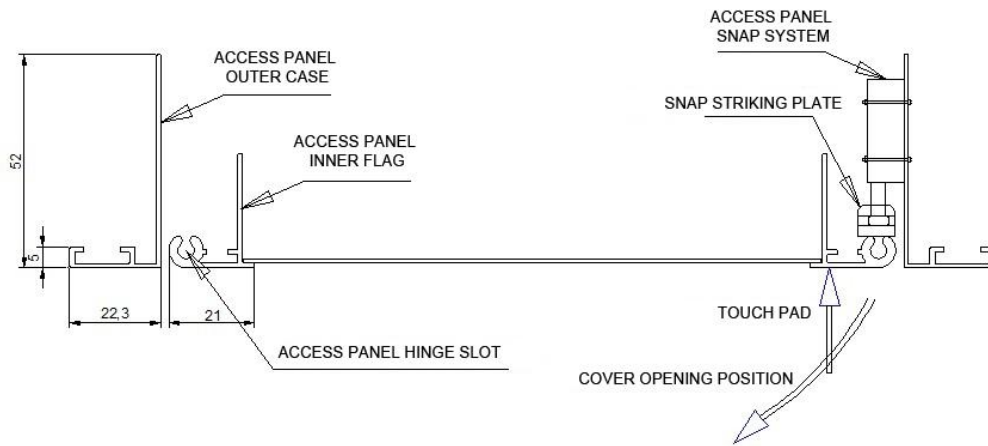 ACCESS PANEL
SNAP SYSTEM
ACCESS PANEL
OUTER CASE
SNAP STRIKING PLATE
ACCESS PANEL
INNER FLAG
52
5
22,3
21
TOUCH PAD
ACCESS PANEL HINGE SLOT
COVER OPENING POSITION